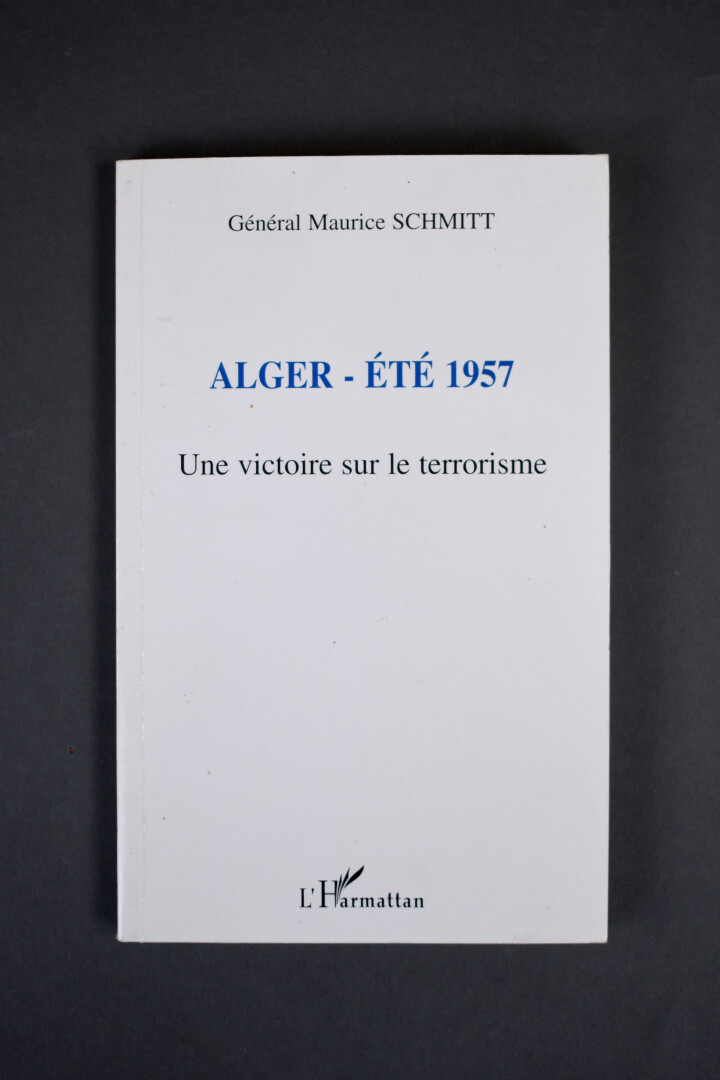 Général Maurice SCHMITT
ALGER - ÉTÉ 1957
Une victoire sur le terrorisme
L'Harmattan